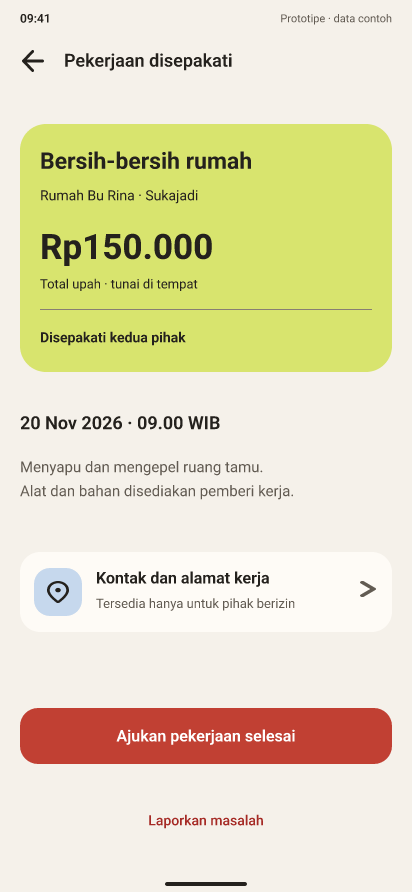 09:41
Prototipe · data contoh
Pekerjaan disepakati
Bersih-bersih rumah
Rumah Bu Rina · Sukajadi
Rp150.000
Total upah · tunai di tempat
Disepakati kedua pihak
20 Nov 2026 · 09.00 WIB
Menyapu dan mengepel ruang tamu.
Alat dan bahan disediakan pemberi kerja.
Kontak dan alamat kerja
Tersedia hanya untuk pihak berizin
Ajukan pekerjaan selesai
Laporkan masalah